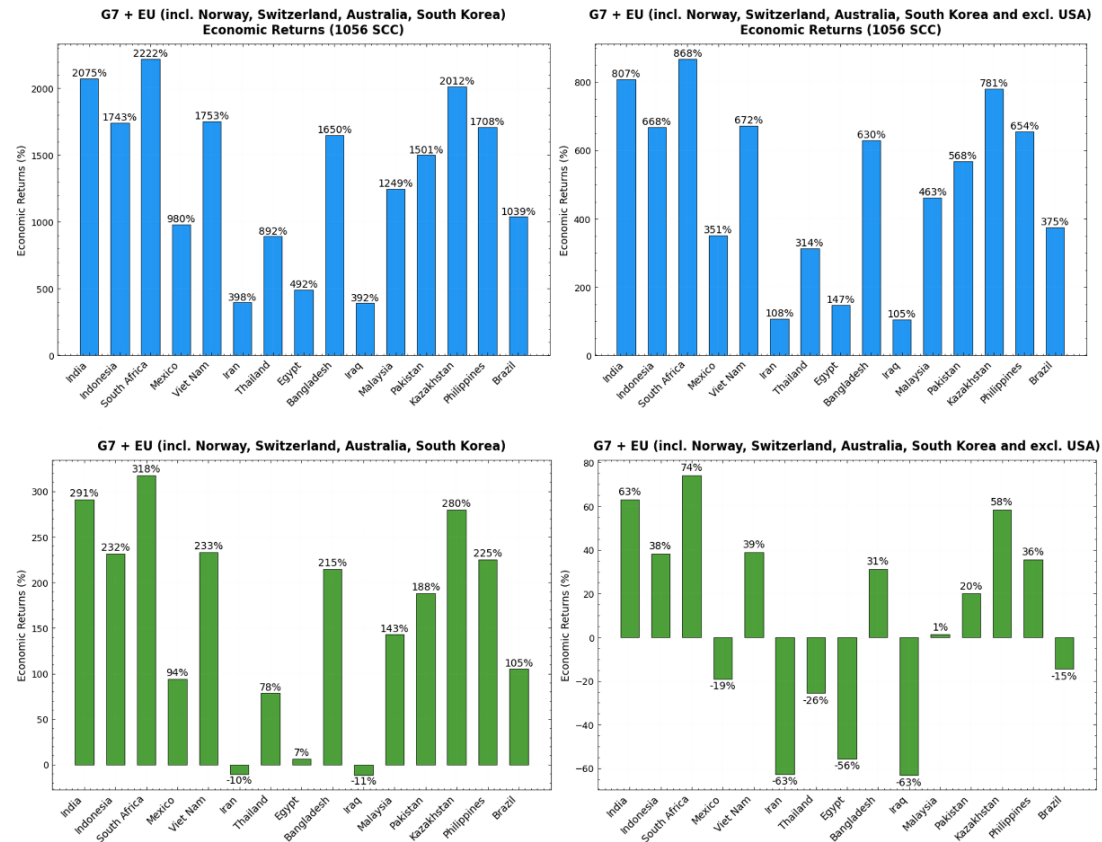 G7 + EU (incl. Norway, Switzerland, Australia, South Korea)
Economic Returns (1056 SCC)
Economic Returns (%)
2000
1500
1000
500
0
2075%
1743%
2222%
980%
1753%
398%
892%
492%
1650%
392%
1249%
1501%
2012%
1708%
1039%
India
Indonesia
South Africa
Mexico
Viet Nam
Iran
Thailand
Egypt
Bangladesh
Iraq
Malaysia
Pakistan
Kazakhstan
Philippines
Brazil
G7 + EU (incl. Norway, Switzerland, Australia, South Korea and excl. USA)
Economic Returns (1056 SCC)
Economic Returns (%)
800
600
400
200
0
807%
668%
868%
351%
672%
108%
314%
147%
630%
105%
463%
568%
781%
654%
375%
India
Indonesia
South Africa
Mexico
Viet Nam
Iran
Thailand
Egypt
Bangladesh
Iraq
Malaysia
Pakistan
Kazakhstan
Philippines
Brazil
G7 + EU (incl. Norway, Switzerland, Australia, South Korea)
Economic Returns (%)
300
250
200
150
100
50
0
291%
232%
318%
94%
233%
-10%
78%
7%
215%
-11%
143%
188%
280%
225%
105%
India
Indonesia
South Africa
Mexico
Viet Nam
Iran
Thailand
Egypt
Bangladesh
Iraq
Malaysia
Pakistan
Kazakhstan
Philippines
Brazil
G7 + EU (incl. Norway, Switzerland, Australia, South Korea and excl. USA)
Economic Returns (%)
80
60
40
20
0
−20
−40
−60
63%
38%
74%
-19%
39%
-63%
-26%
-56%
31%
-63%
1%
20%
58%
36%
-15%
India
Indonesia
South Africa
Mexico
Viet Nam
Iran
Thailand
Egypt
Bangladesh
Iraq
Malaysia
Pakistan
Kazakhstan
Philippines
Brazil